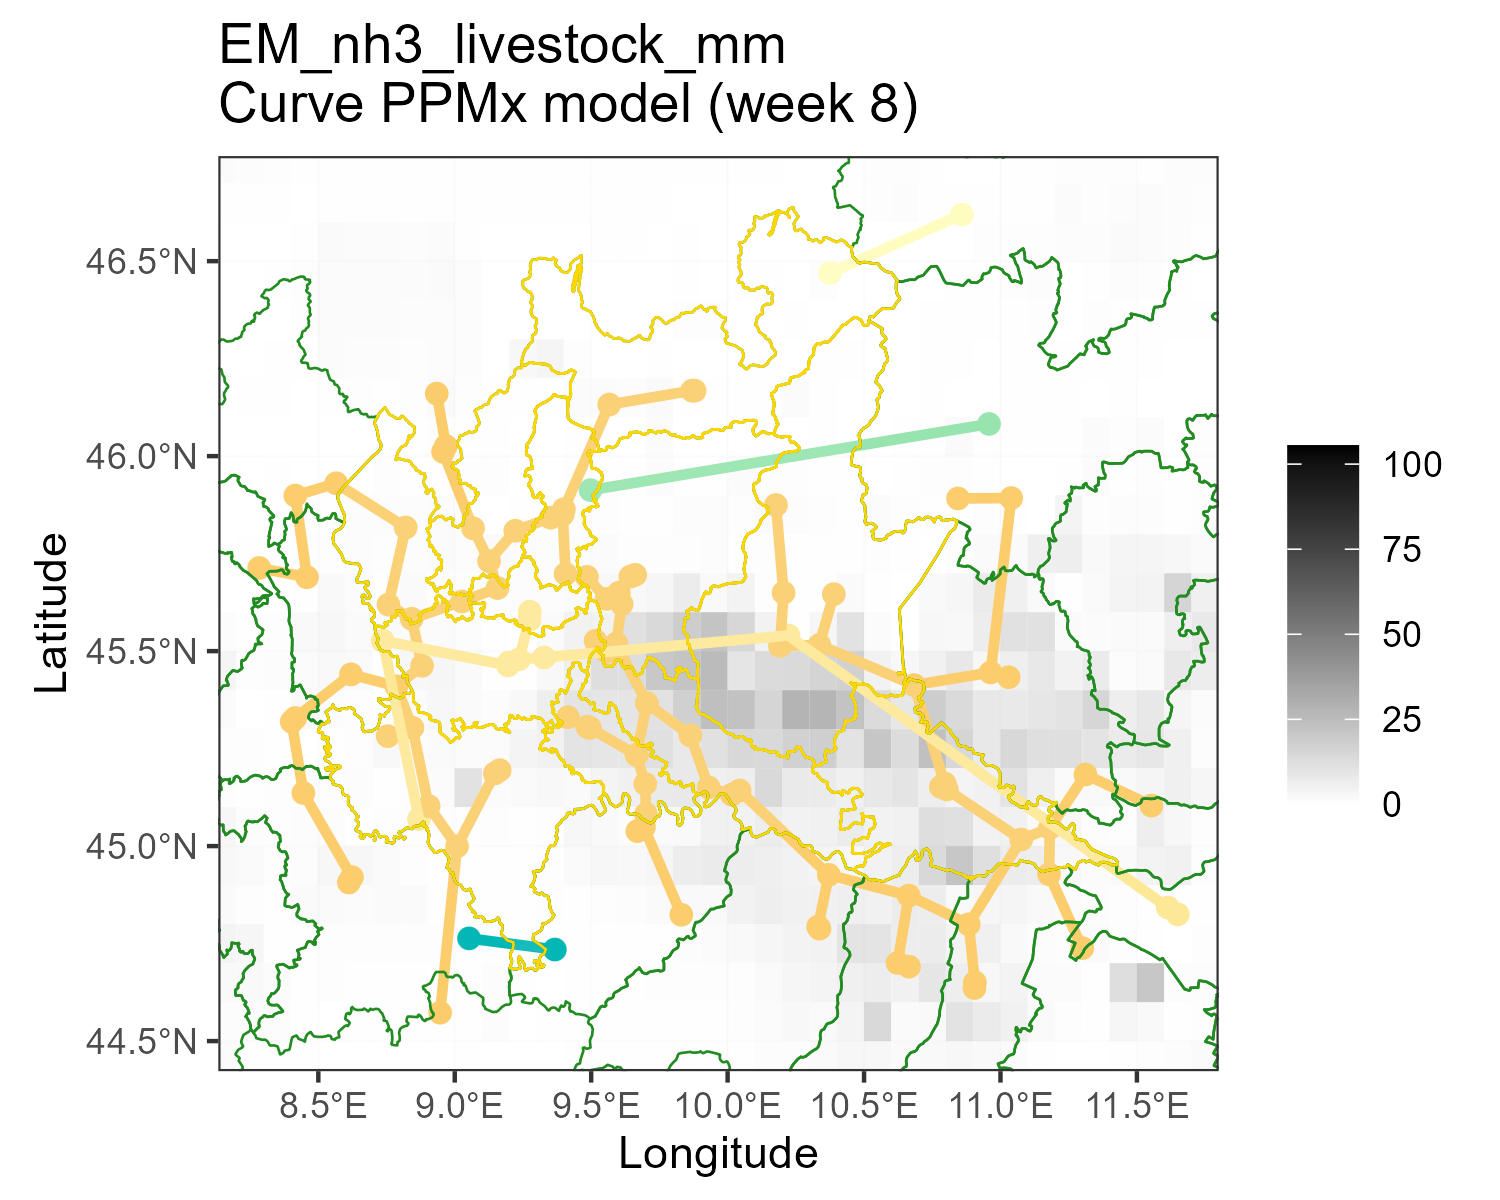 EM_nh3_livestock_mm
Curve PPMx model (week 8)
46.5°N
46.0°N
45.5°N
45.0°N
44.5°N
Latitude
8.5°E
9.0°E
9.5°E
10.0°E
10.5°E
11.0°E
11.5°E
Longitude
100
75
50
25
0